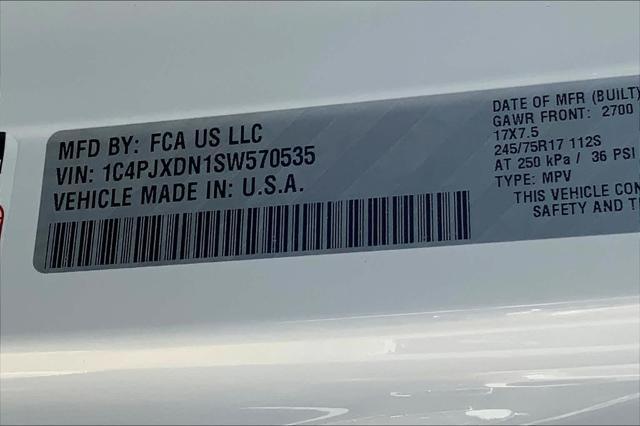 MFD BY: FCA US LLC
VIN: 1C4PJXDN1SW570535
VEHICLE MADE IN: U.S.A.
DATE OF MFR (BUILT)
GAWR FRONT: 2700
17X7.5
245/75R17 112S
AT 250 kPa / 36 PSI
TYPE: MPV
THIS VEHICLE CON
SAFETY AND T